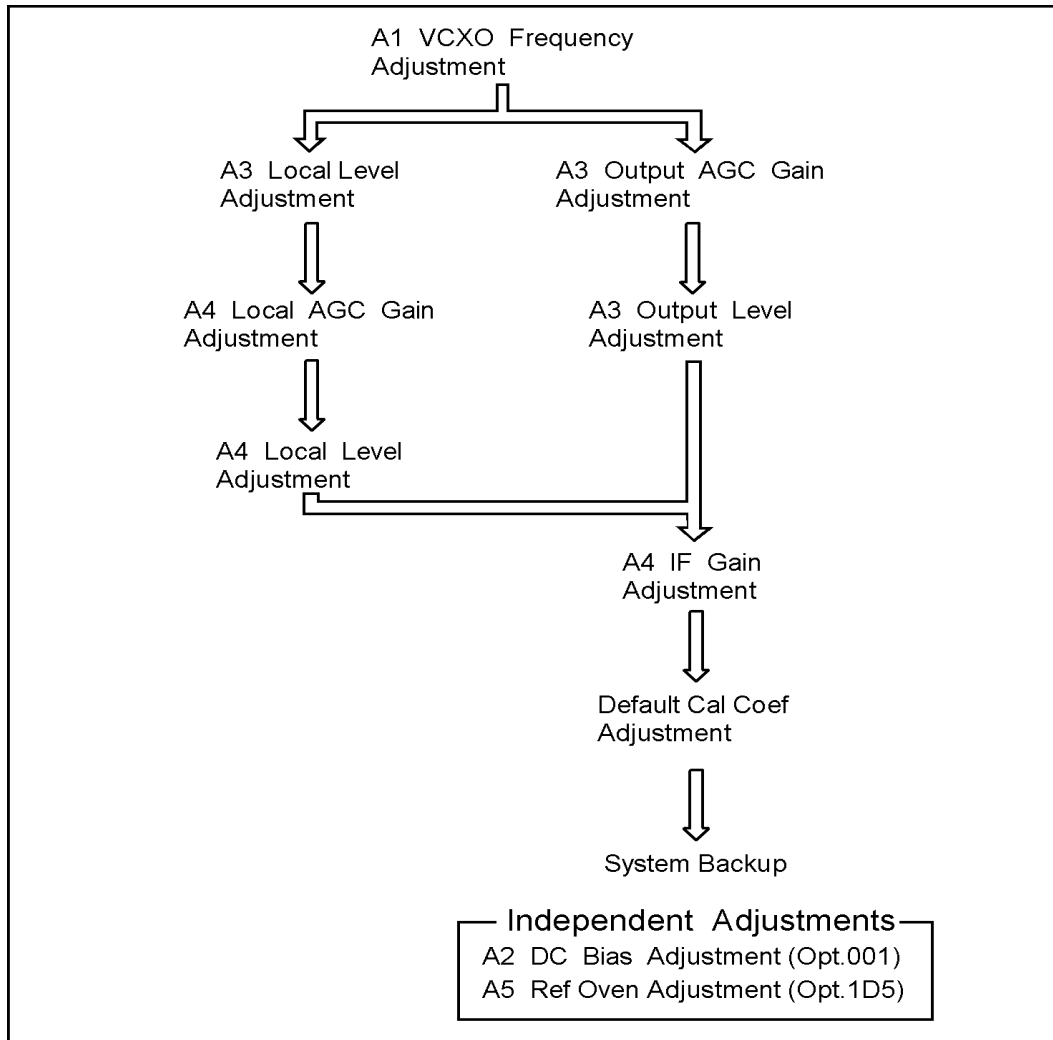 A1 VCXO Frequency
Adjustment
A3 Local Level
Adjustment
A3 Output AGC Gain
Adjustment
A4 Local AGC Gain
Adjustment
A3 Output Level
Adjustment
A4 Local Level
Adjustment
A4 IF Gain
Adjustment
Default Cal Coef
Adjustment
System Backup
Independent Adjustments
A2 DC Bias Adjustment (Opt.001)
A5 Ref Oven Adjustment (Opt.1D5)